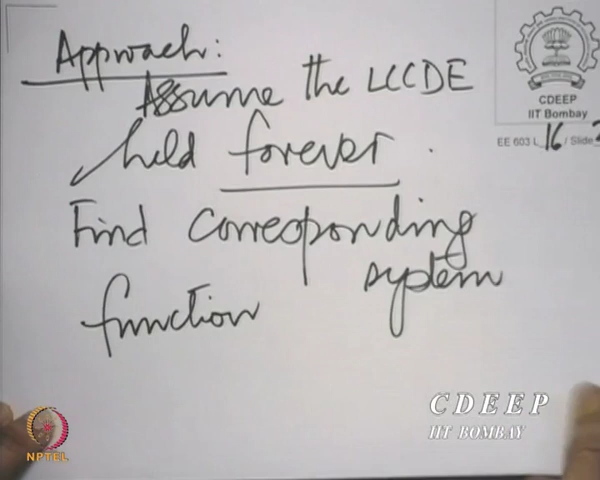 Approach:
Assume the LCCDE
held forever.
Find corresponding
system
function
CDEEP
IIT Bombay
EE 603 L 16 / Slide
NPTEL
CDEEP
IIT BOMBAY